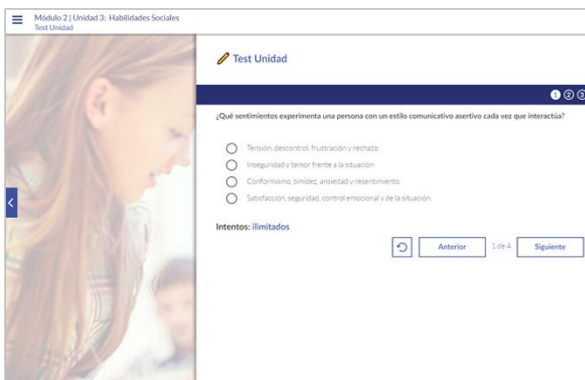 Módulo 2 | Unidad 3: Habilidades Sociales
Test Unidad
Test Unidad
1 2 3
¿Qué sentimientos experimenta una persona con un estilo comunicativo asertivo cada vez que interactúa?
Tensión, descontrol, frustración y rechazo
Inseguridad y temor frente a la situación
Conformismo, timidez, ansiedad y resentimiento
Satisfacción, seguridad, control emocional y de la situación
Intentos: ilimitados
Anterior 1 de 4 Siguiente